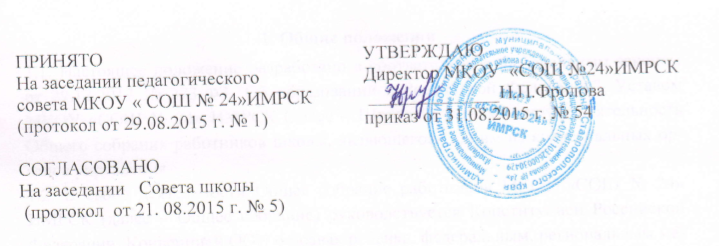 ПРИНЯТО
На заседании педагогического
совета МКОУ « СОШ № 24»ИМРСК
(протокол от 29.08.2015 г. № 1)
СОГЛАСОВАНО
На заседании Совета школы
(протокол от 21. 08.2015 г. № 5)
УТВЕРЖДАЮ
Директор МКОУ «СОШ №24»ИМРСК
Н.П.Фролова
приказ от 31.08.2015 г. № 54
ИМРСК